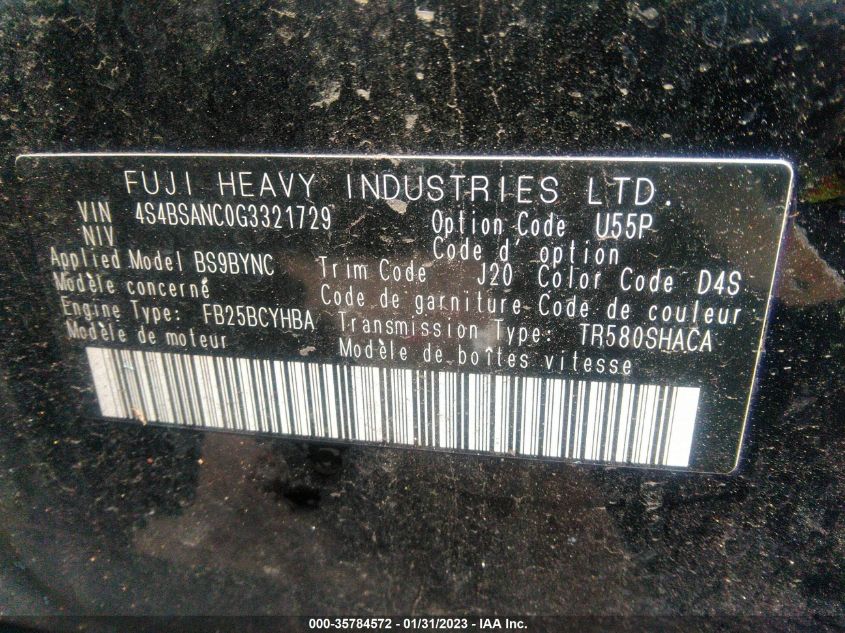 FUJI HEAVY INDUSTRIES LTD.
VIN 4S4BSANC0G3321729 Option Code U55P
NIV Code d' option
Applied Model BS9BYNC Trim Code J20 Color Code D4S
Modèle concerné Code de garniture Code de couleur
Engine Type: FB25BCYHBA Transmission Type: TR580SHACA
Modèle de moteur Modèle de boîtes vitesse
000-35784572 / 01/31/2023 - IAA Inc.